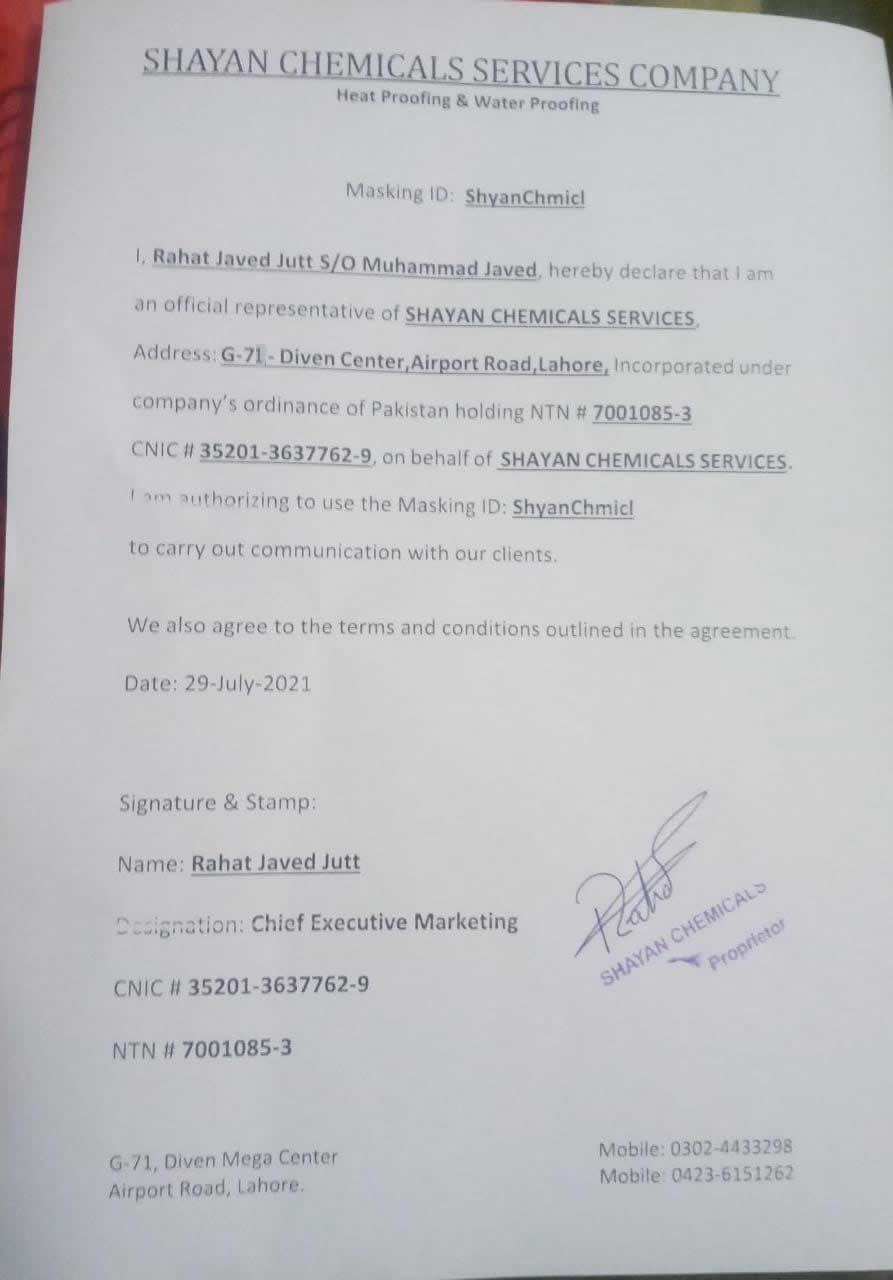 SHAYAN CHEMICALS SERVICES COMPANY
Heat Proofing & Water Proofing
Masking ID: ShyanChmicl
I, Rahat Javed Jutt S/O Muhammad Javed, hereby declare that I am
an official representative of SHAYAN CHEMICALS SERVICES,
Address: G-71 - Diven Center,Airport Road,Lahore, Incorporated under
company's ordinance of Pakistan holding NTN # 7001085-3
CNIC # 35201-3637762-9, on behalf of SHAYAN CHEMICALS SERVICES.
I am authorizing to use the Masking ID: ShyanChmicl
to carry out communication with our clients.
We also agree to the terms and conditions outlined in the agreement.
Date: 29-July-2021
Signature & Stamp:
Name: Rahat Javed Jutt
Designation: Chief Executive Marketing
Rahat
SHAYAN CHEMICALS
Proprietor
CNIC # 35201-3637762-9
NTN # 7001085-3
G-71, Diven Mega Center
Airport Road, Lahore.
Mobile: 0302-4433298
Mobile: 0423-6151262